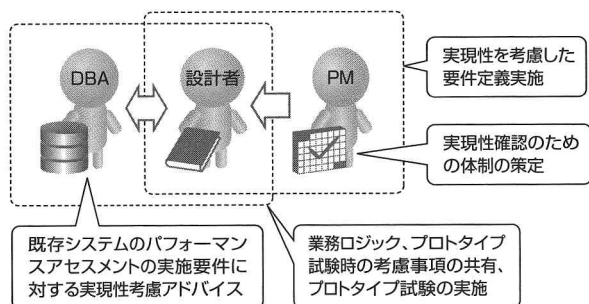 DBA
設計者
PM
実現性を考慮した
要件定義実施
実現性確認のため
の体制の策定
既存システムのパフォーマン
スアセスメントの実施要件に
対する実現性考慮アドバイス
業務ロジック、プロトタイプ
試験時の考慮事項の共有、
プロトタイプ試験の実施